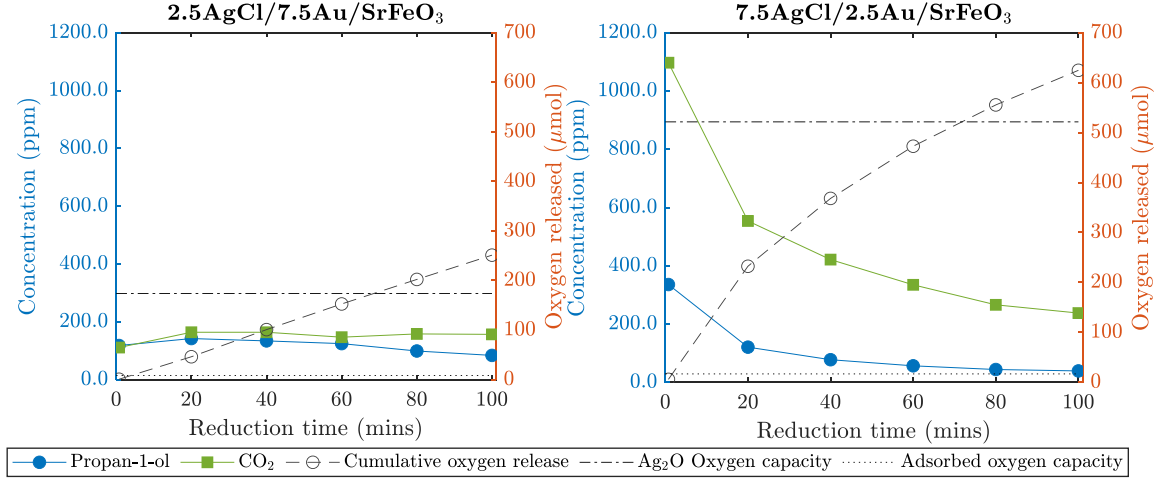 2.5AgCl/7.5Au/SrFeO₃
1200.0
1000.0
800.0
600.0
400.0
200.0
0.0
Concentration (ppm)
700
600
500
400
300
200
100
0
Oxygen released (μmol)
0 20 40 60 80 100
Reduction time (mins)
7.5AgCl/2.5Au/SrFeO₃
1200.0
1000.0
800.0
600.0
400.0
200.0
0.0
Concentration (ppm)
700
600
500
400
300
200
100
0
Oxygen released (μmol)
0 20 40 60 80 100
Reduction time (mins)
Propan-1-ol CO₂ Cumulative oxygen release Ag₂O Oxygen capacity Adsorbed oxygen capacity